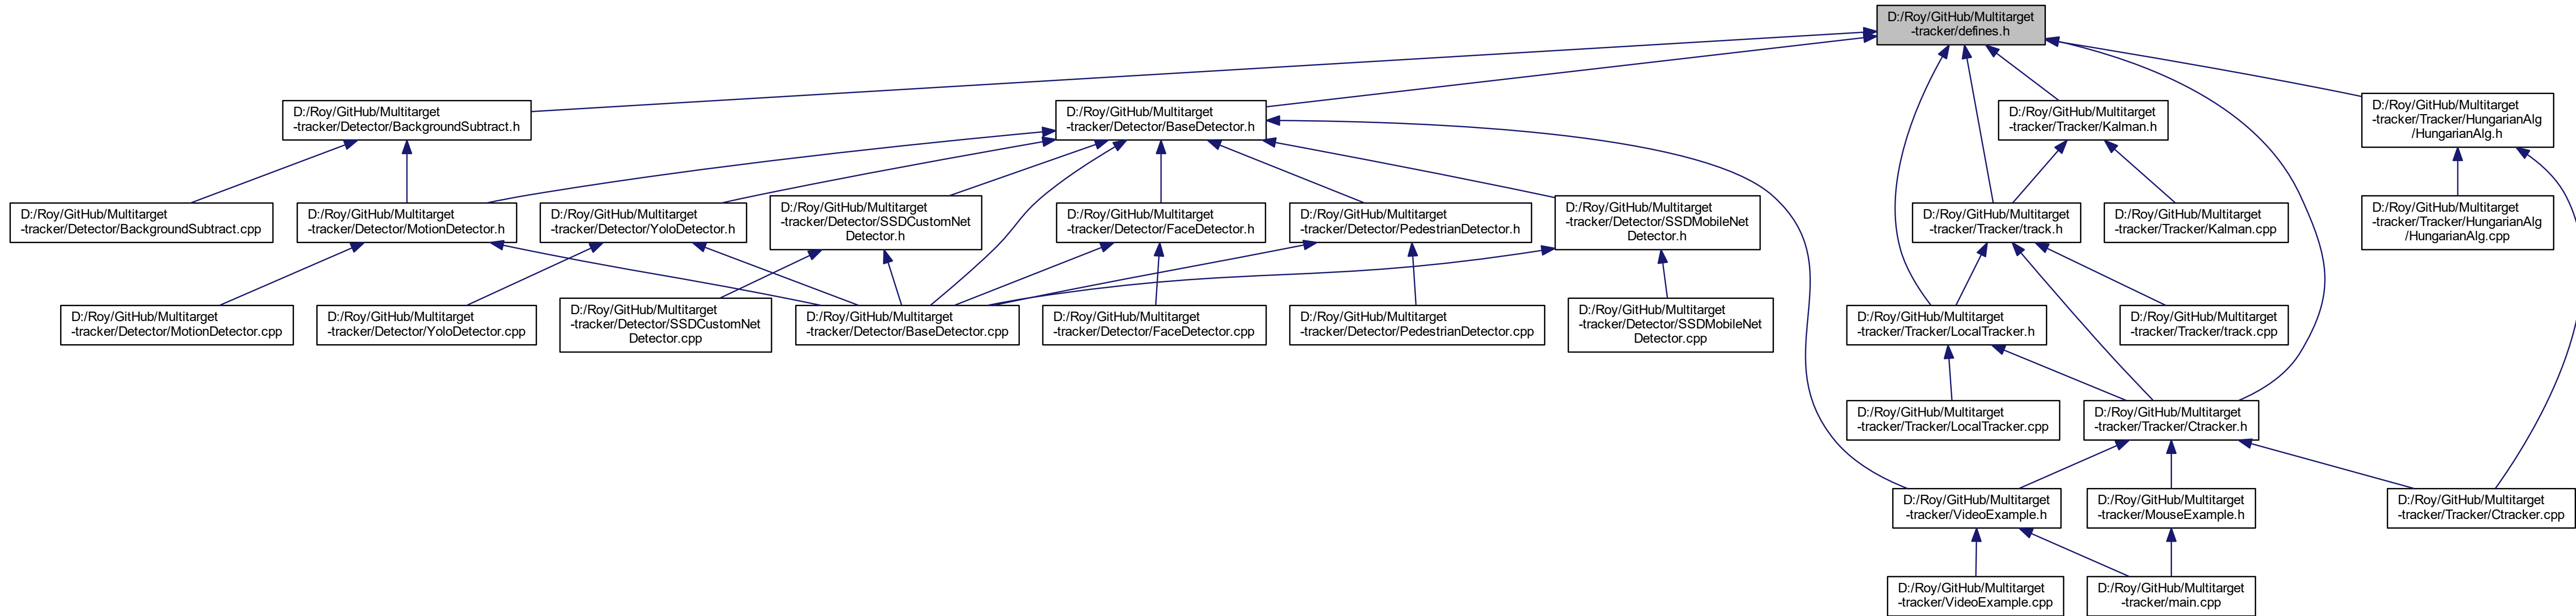 D:/Roy/GitHub/Multitarget
-tracker/defines.h
D:/Roy/GitHub/Multitarget
-tracker/Detector/BackgroundSubtract.h
D:/Roy/GitHub/Multitarget
-tracker/Detector/BaseDetector.h
D:/Roy/GitHub/Multitarget
-tracker/Tracker/Kalman.h
D:/Roy/GitHub/Multitarget
-tracker/Tracker/HungarianAlg
/HungarianAlg.h
D:/Roy/GitHub/Multitarget
-tracker/Detector/BackgroundSubtract.cpp
D:/Roy/GitHub/Multitarget
-tracker/Detector/MotionDetector.h
D:/Roy/GitHub/Multitarget
-tracker/Detector/YoloDetector.h
D:/Roy/GitHub/Multitarget
-tracker/Detector/SSDCustomNet
Detector.h
D:/Roy/GitHub/Multitarget
-tracker/Detector/FaceDetector.h
D:/Roy/GitHub/Multitarget
-tracker/Detector/PedestrianDetector.h
D:/Roy/GitHub/Multitarget
-tracker/Detector/SSDMobileNet
Detector.h
D:/Roy/GitHub/Multitarget
-tracker/Tracker/track.h
D:/Roy/GitHub/Multitarget
-tracker/Tracker/Kalman.cpp
D:/Roy/GitHub/Multitarget
-tracker/Tracker/HungarianAlg
/HungarianAlg.cpp
D:/Roy/GitHub/Multitarget
-tracker/Detector/MotionDetector.cpp
D:/Roy/GitHub/Multitarget
-tracker/Detector/YoloDetector.cpp
D:/Roy/GitHub/Multitarget
-tracker/Detector/SSDCustomNet
Detector.cpp
D:/Roy/GitHub/Multitarget
-tracker/Detector/BaseDetector.cpp
D:/Roy/GitHub/Multitarget
-tracker/Detector/FaceDetector.cpp
D:/Roy/GitHub/Multitarget
-tracker/Detector/PedestrianDetector.cpp
D:/Roy/GitHub/Multitarget
-tracker/Detector/SSDMobileNet
Detector.cpp
D:/Roy/GitHub/Multitarget
-tracker/Tracker/LocalTracker.h
D:/Roy/GitHub/Multitarget
-tracker/Tracker/track.cpp
D:/Roy/GitHub/Multitarget
-tracker/Tracker/LocalTracker.cpp
D:/Roy/GitHub/Multitarget
-tracker/Tracker/Ctracker.h
D:/Roy/GitHub/Multitarget
-tracker/VideoExample.h
D:/Roy/GitHub/Multitarget
-tracker/MouseExample.h
D:/Roy/GitHub/Multitarget
-tracker/Tracker/Ctracker.cpp
D:/Roy/GitHub/Multitarget
-tracker/VideoExample.cpp
D:/Roy/GitHub/Multitarget
-tracker/main.cpp